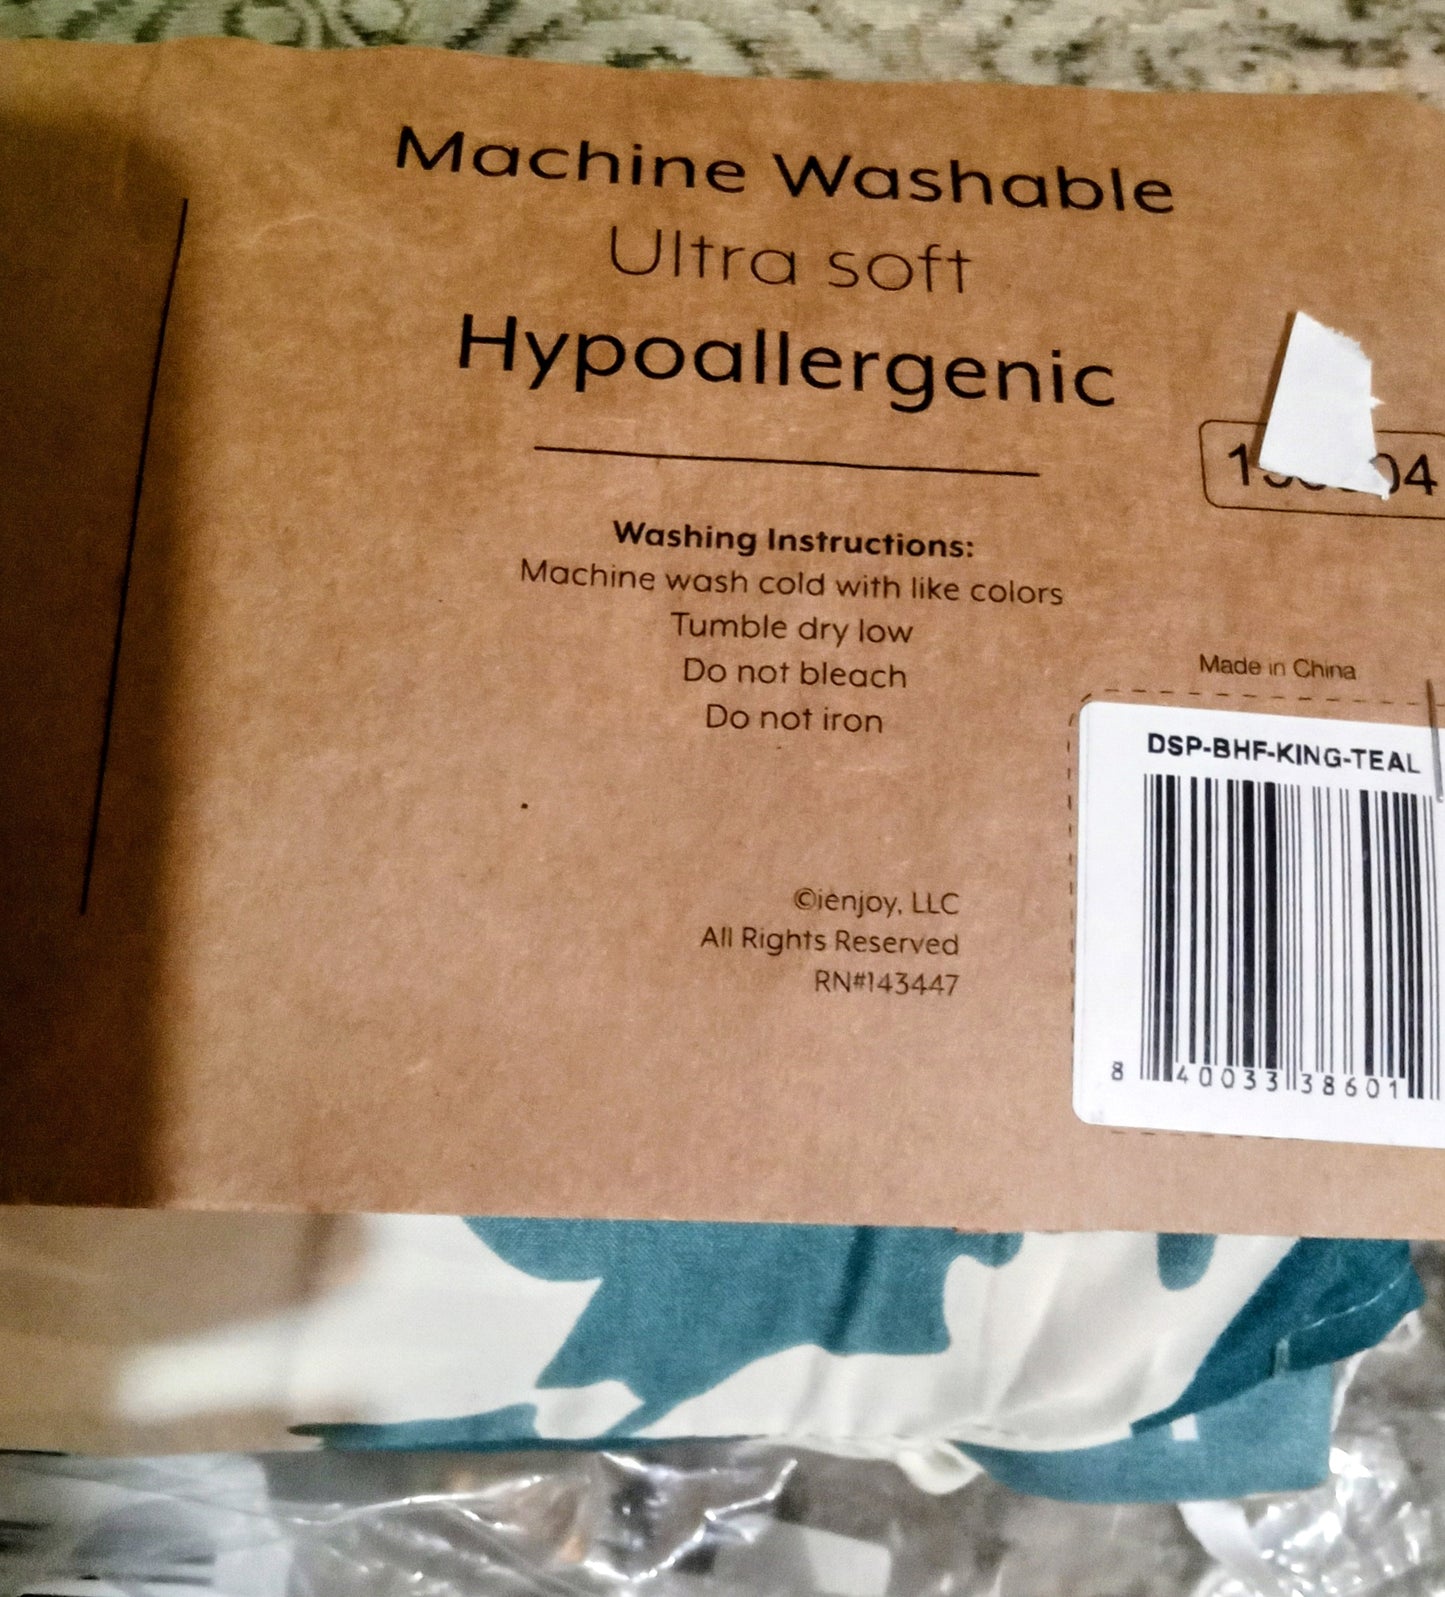 Machine Washable
Ultra soft
Hypoallergenic
Washing Instructions:
Machine wash cold with like colors
Tumble dry low
Do not bleach
Do not iron
Made in China
DSP-BHF-KING-TEAL
8 40033 38601
©ienjoy, LLC
All Rights Reserved
RN#143447